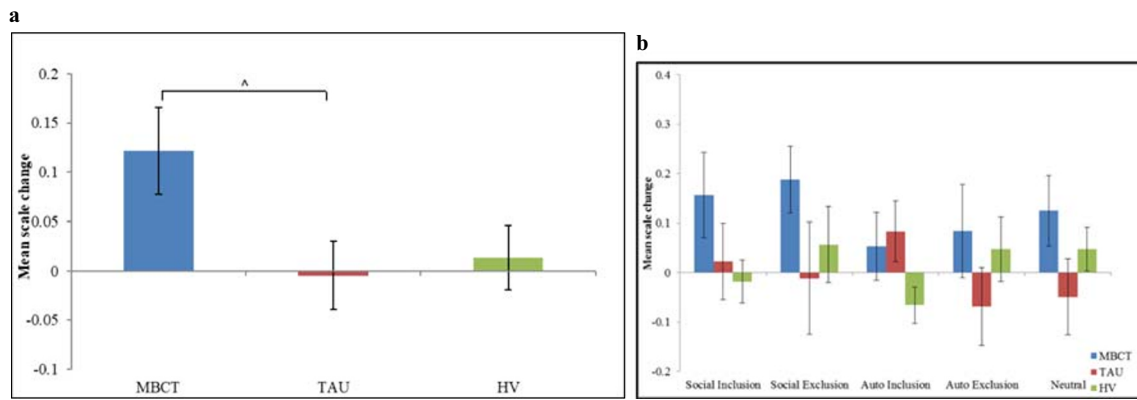 a
0.2
0.15
0.1
0.05
0
-0.05
-0.1
Mean scale change
^
MBCT TAU HV
b
0.4
0.3
0.2
0.1
0
-0.1
-0.2
Mean scale change
Social Inclusion Social Exclusion Auto Inclusion Auto Exclusion Neutral
MBCT
TAU
HV